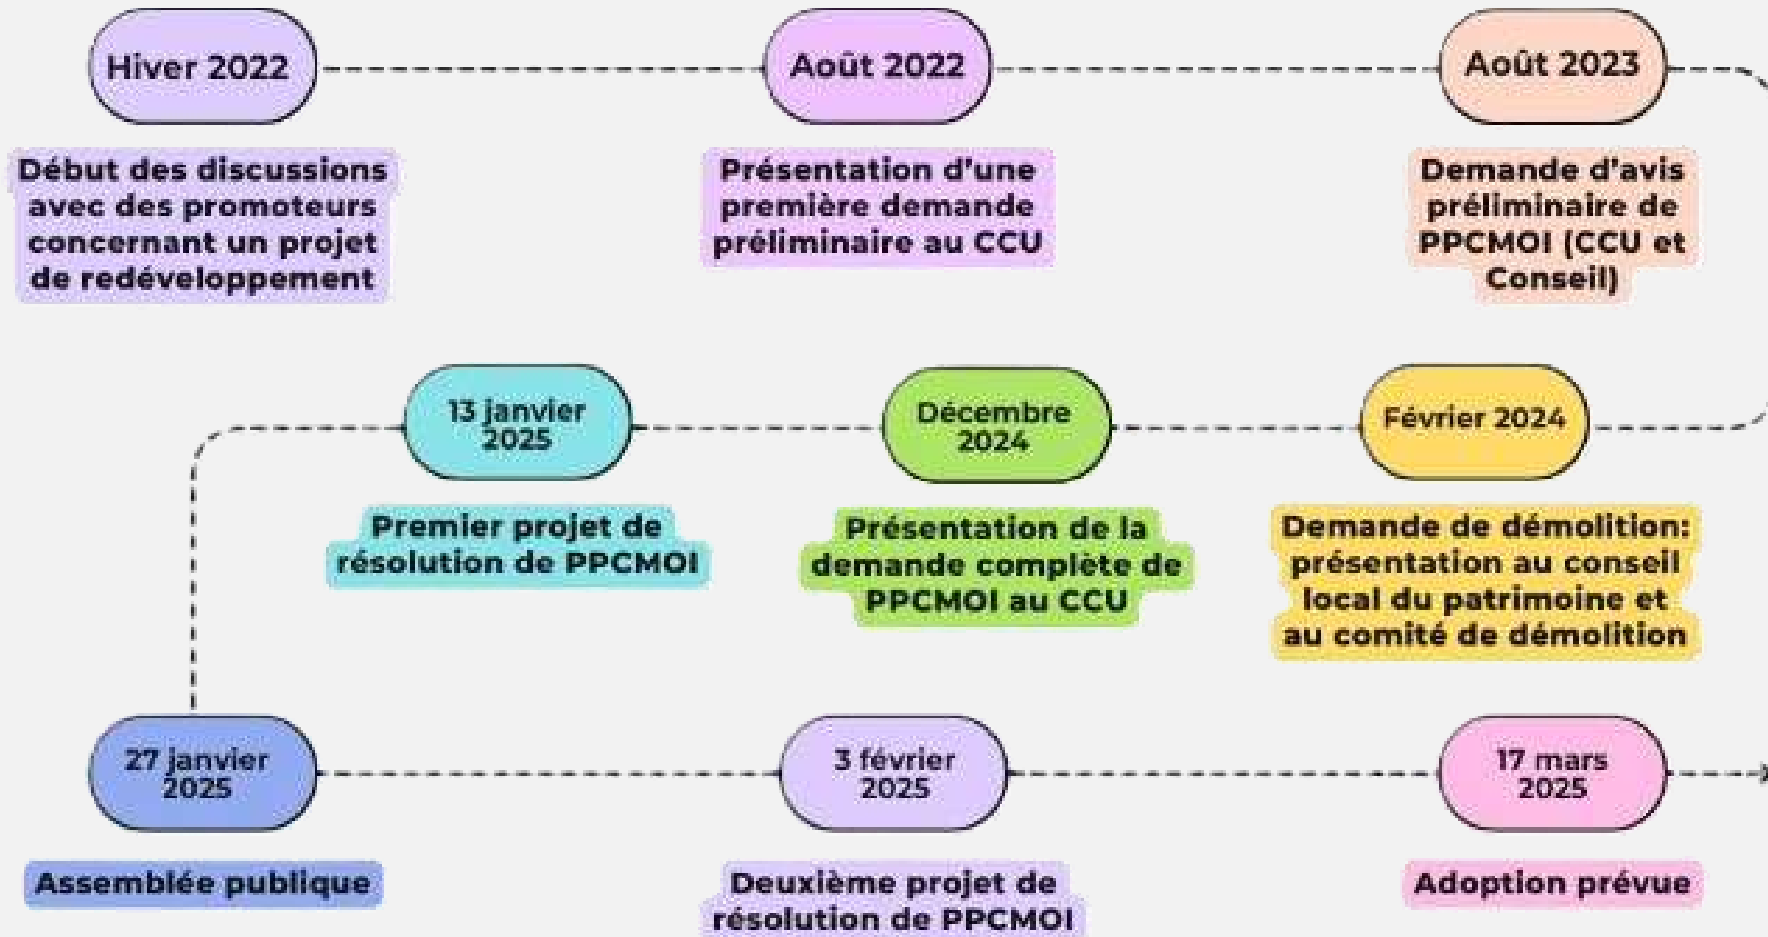 Hiver 2022
Août 2022
Août 2023
Début des discussions
avec des promoteurs
concernant un projet
de redéveloppement
Présentation d'une
première demande
préliminaire au CCU
Demande d'avis
préliminaire de
PPCMOI (CCU et
Conseil)
Février 2024
Demande de démolition:
présentation au conseil
local du patrimoine et
au comité de démolition
Décembre
2024
Présentation de la
demande complète de
PPCMOI au CCU
13 janvier
2025
Premier projet de
résolution de PPCMOI
27 janvier
2025
Assemblée publique
3 février
2025
Deuxième projet de
résolution de PPCMOI
17 mars
2025
Adoption prévue